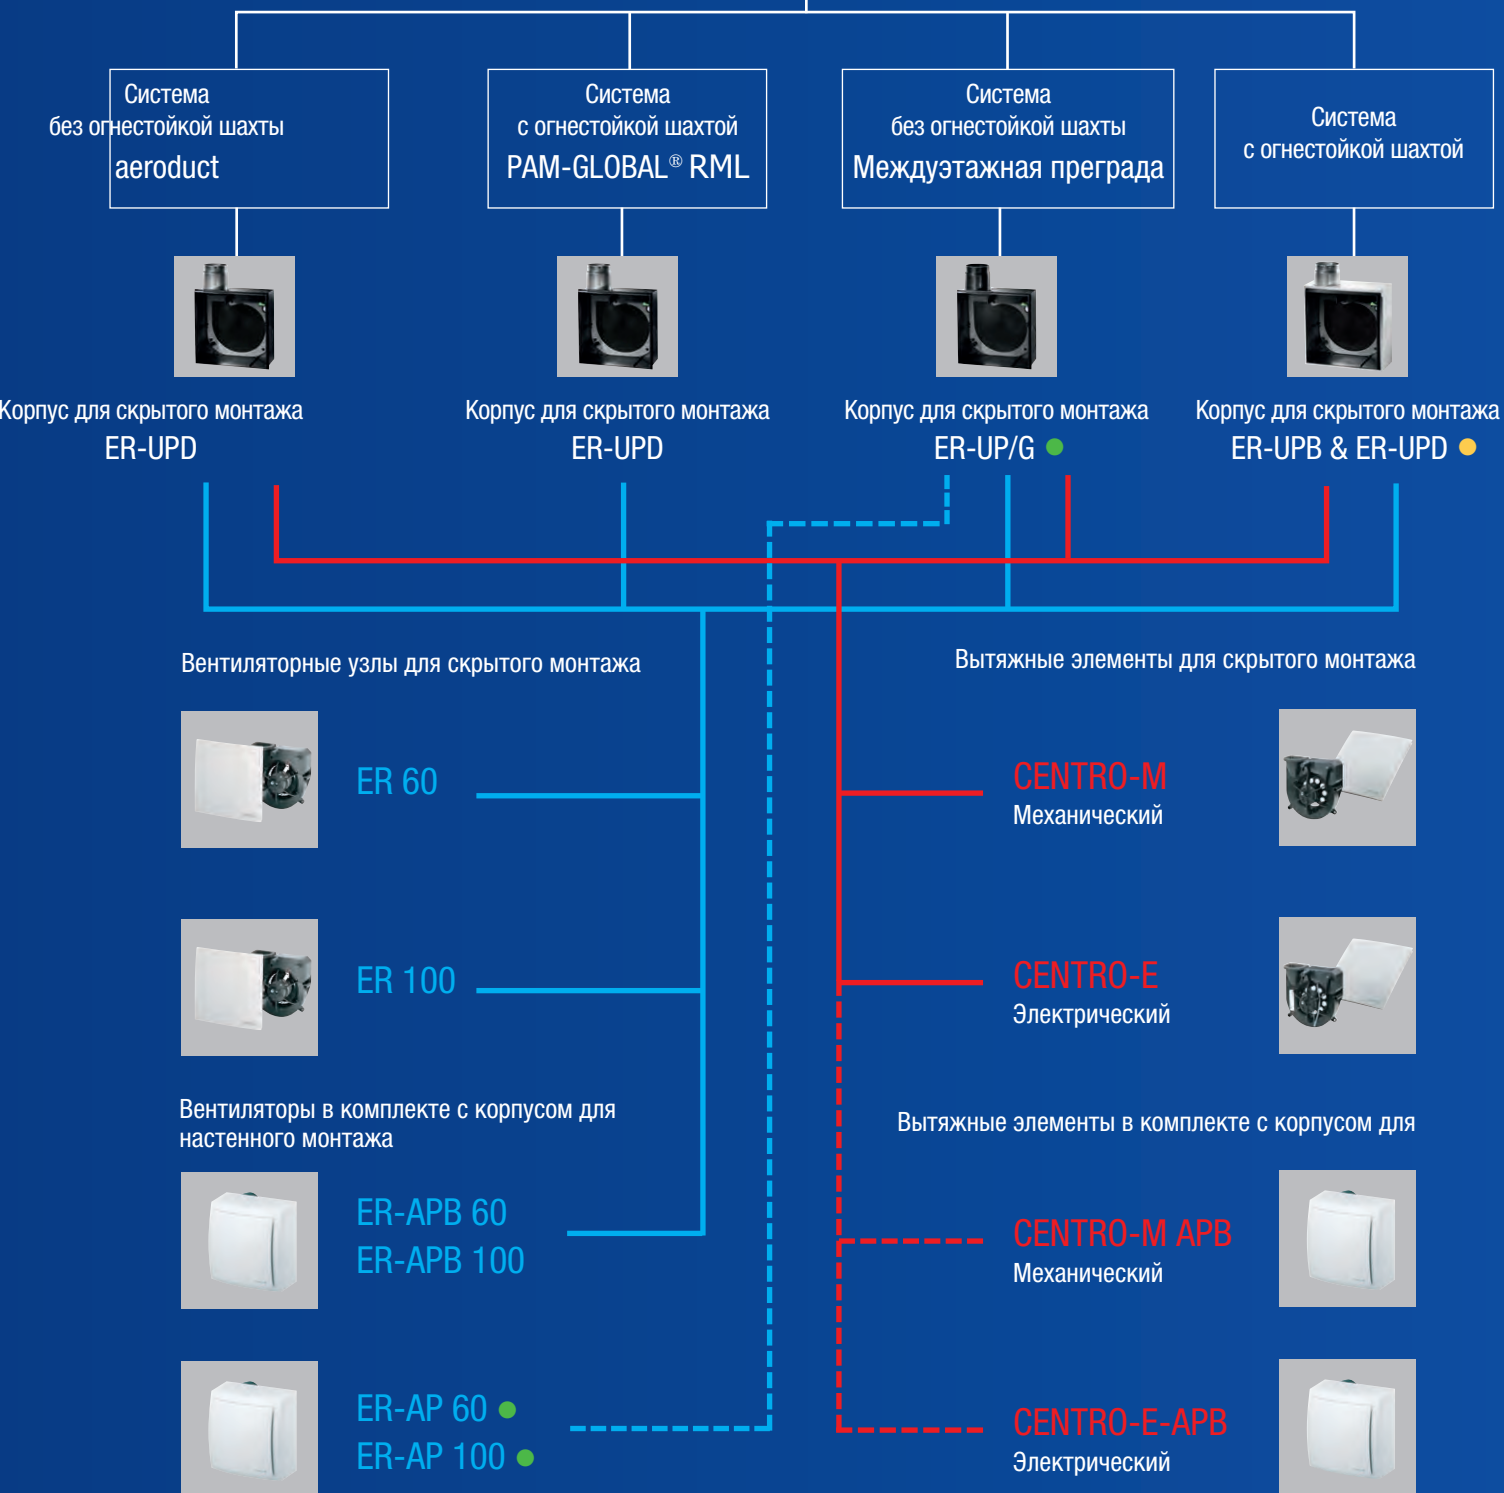 Система
без огнестойкой шахты
aeroduct
Система
с огнестойкой шахтой
PAM-GLOBAL® RML
Система
без огнестойкой шахты
Междуэтажная преграда
Система
с огнестойкой шахтой
Корпус для скрытого монтажа
ER-UPD
Корпус для скрытого монтажа
ER-UPD
Корпус для скрытого монтажа
ER-UP/G
Корпус для скрытого монтажа
ER-UPB & ER-UPD
Вентиляторные узлы для скрытого монтажа
ER 60
ER 100
Вентиляторы в комплекте с корпусом для
настенного монтажа
ER-APB 60
ER-APB 100
ER-AP 60
ER-AP 100
Вытяжные элементы для скрытого монтажа
CENTRO-M
Механический
CENTRO-E
Электрический
Вытяжные элементы в комплекте с корпусом для
CENTRO-M APB
Механический
CENTRO-E-APB
Электрический